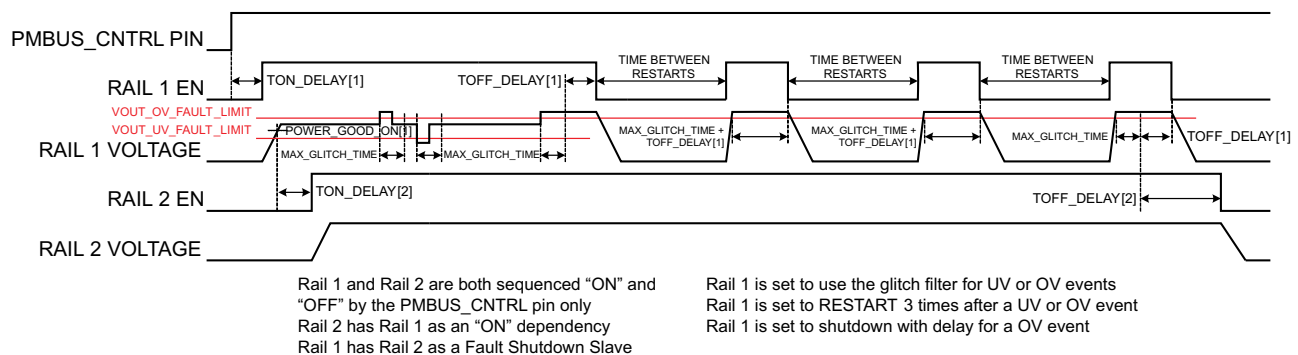 PMBUS_CNTRL PIN
RAIL 1 EN
TON_DELAY[1]
TOFF_DELAY[1]
TIME BETWEEN
RESTARTS
TIME BETWEEN
RESTARTS
TIME BETWEEN
RESTARTS
VOUT_OV_FAULT_LIMIT
VOUT_UV_FAULT_LIMIT
POWER_GOOD_ON[1]
RAIL 1 VOLTAGE
MAX_GLITCH_TIME
MAX_GLITCH_TIME
MAX_GLITCH_TIME +
TOFF_DELAY[1]
MAX_GLITCH_TIME +
TOFF_DELAY[1]
MAX_GLITCH_TIME
TOFF_DELAY[1]
RAIL 2 EN
TON_DELAY[2]
TOFF_DELAY[2]
RAIL 2 VOLTAGE
Rail 1 and Rail 2 are both sequenced “ON” and
“OFF” by the PMBUS_CNTRL pin only
Rail 2 has Rail 1 as an “ON” dependency
Rail 1 has Rail 2 as a Fault Shutdown Slave
Rail 1 is set to use the glitch filter for UV or OV events
Rail 1 is set to RESTART 3 times after a UV or OV event
Rail 1 is set to shutdown with delay for a OV event